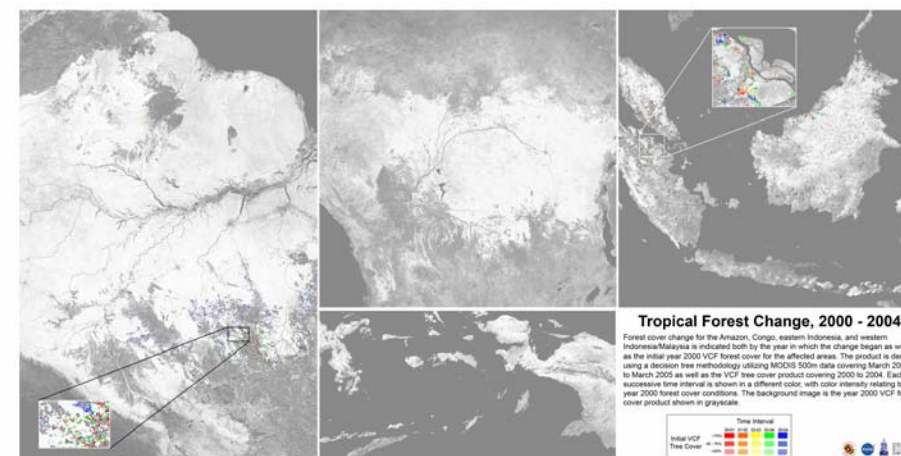 Tropical Forest Change, 2000 - 2004
Forest cover change for the Amazon, Congo, eastern Indonesia, and western
Indonesia/Malaysia is indicated both by the year in which the change began as we
as the initial year 2000 VCF forest cover for the affected areas. The product is deri
using a decision tree methodology utilizing MODIS 500m data covering March 20
to March 2005 as well as the VCF tree cover product covering 2000 to 2004. Eac
successive time interval is shown in a different color, with color intensity relating to
year 2000 forest cover conditions. The background image is the year 2000 VCF f
cover product shown in grayscale.
Time Interval
Initial VCF
Tree Cover